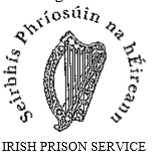 Seirbhís Phríosúin na hÉireann
IRISH PRISON SERVICE